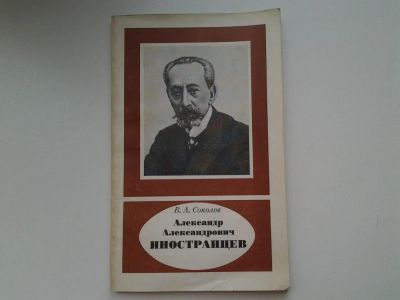 В. А. Соколов
Александр
Александрович
ИНОСТРАНЦЕВ